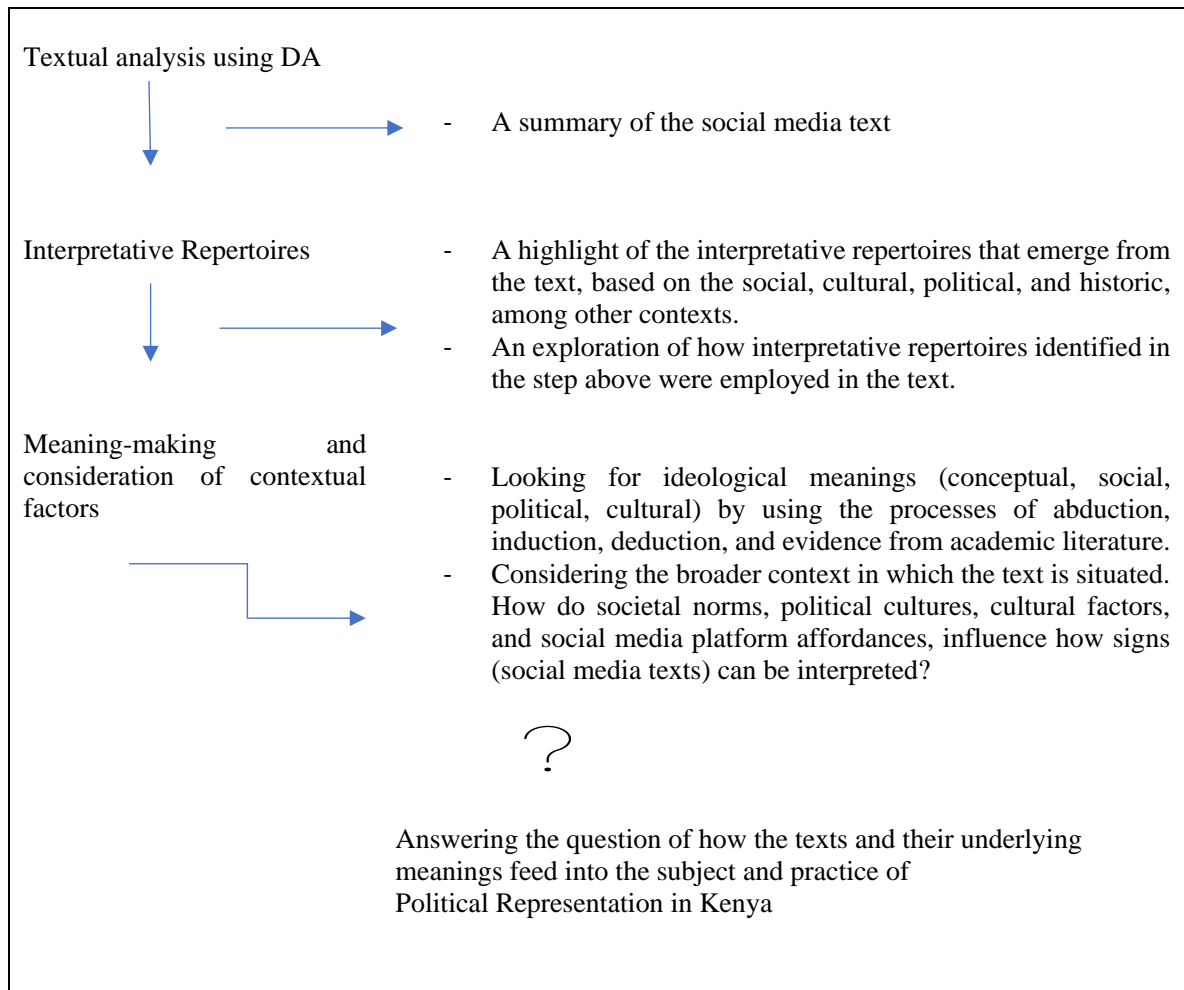 Textual analysis using DA
- A summary of the social media text
Interpretative Repertoires
- A highlight of the interpretative repertoires that emerge from
the text, based on the social, cultural, political, and historic,
among other contexts.
- An exploration of how interpretative repertoires identified in
the step above were employed in the text.
Meaning-making and
consideration of contextual
factors
- Looking for ideological meanings (conceptual, social,
political, cultural) by using the processes of abduction,
induction, deduction, and evidence from academic literature.
- Considering the broader context in which the text is situated.
How do societal norms, political cultures, cultural factors,
and social media platform affordances, influence how signs
(social media texts) can be interpreted?
?
Answering the question of how the texts and their underlying
meanings feed into the subject and practice of
Political Representation in Kenya